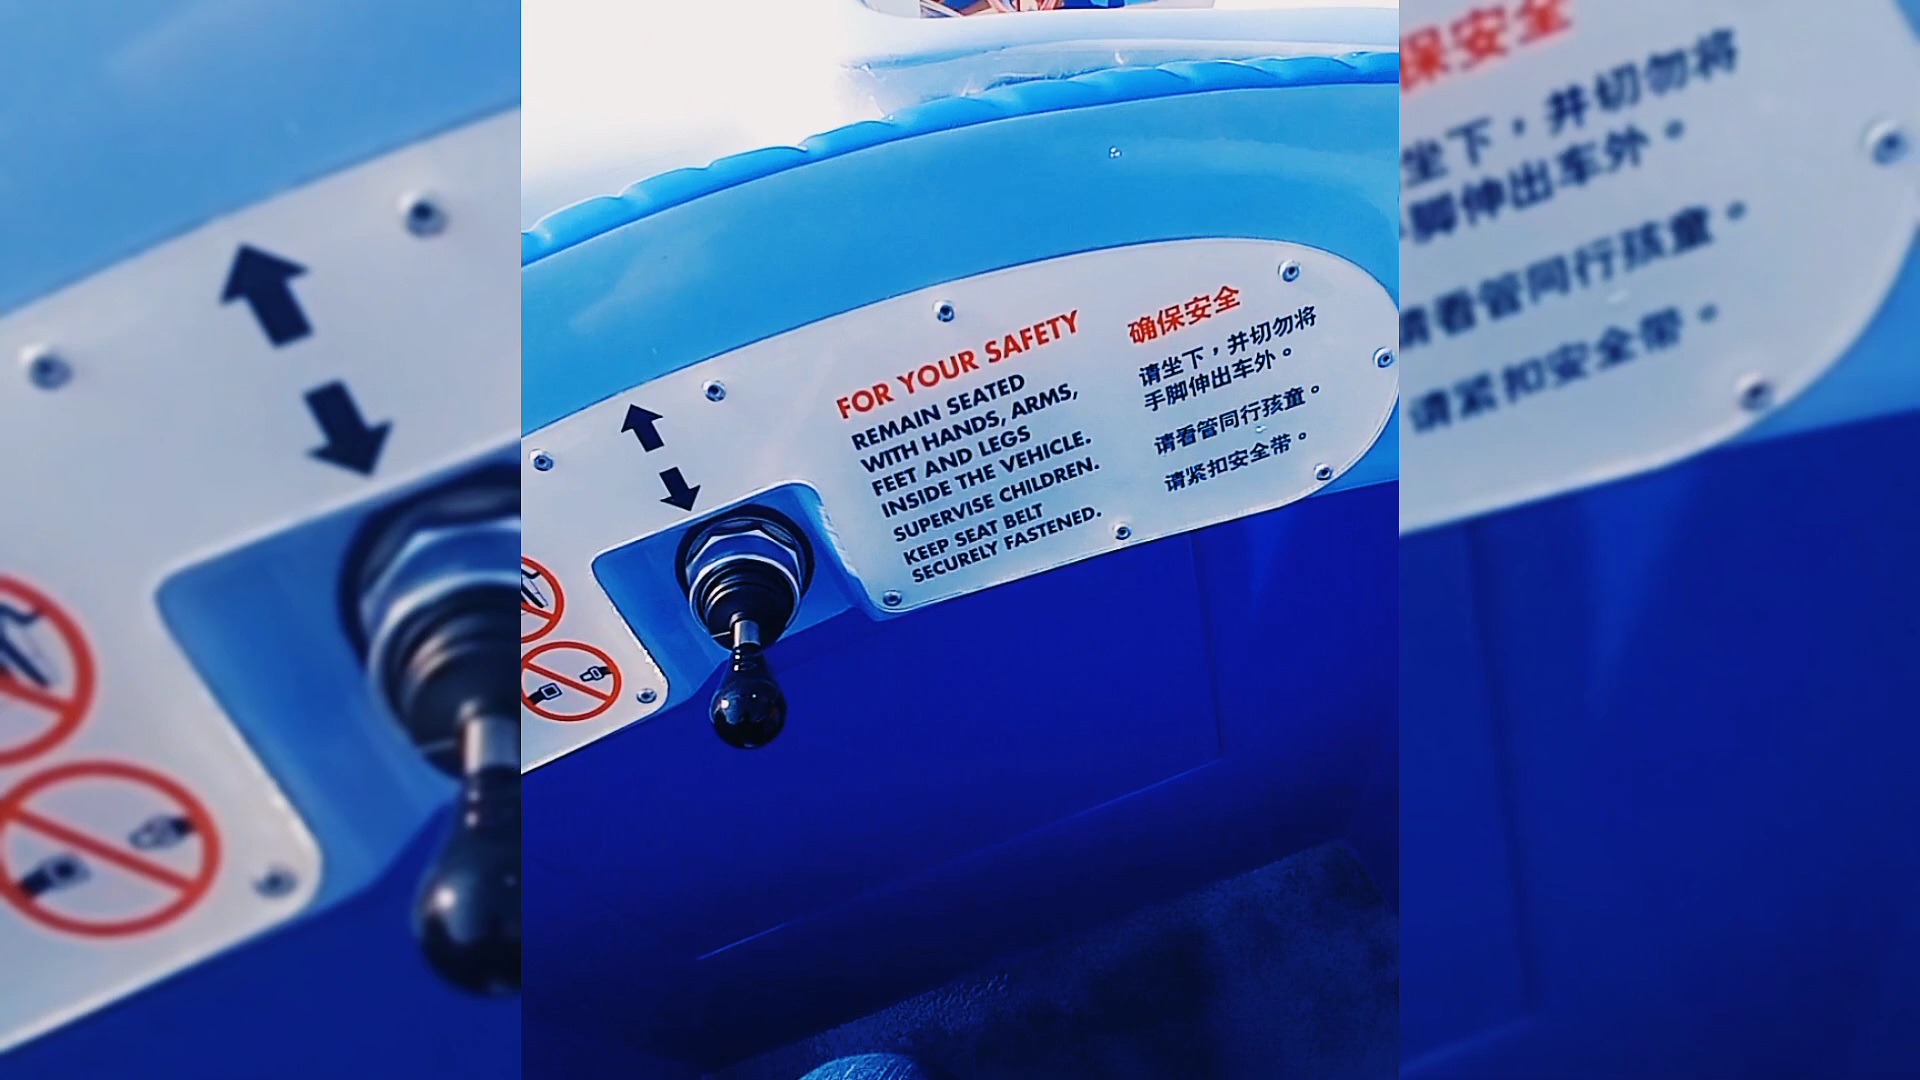 FOR YOUR SAFETY
REMAIN SEATED
WITH HANDS, ARMS,
FEET AND LEGS
INSIDE THE VEHICLE.
SUPERVISE CHILDREN.
KEEP SEAT BELT
SECURELY FASTENED.
确保安全
请坐下，并切勿将
手脚伸出车外。
请看管同行孩童。
请紧扣安全带。